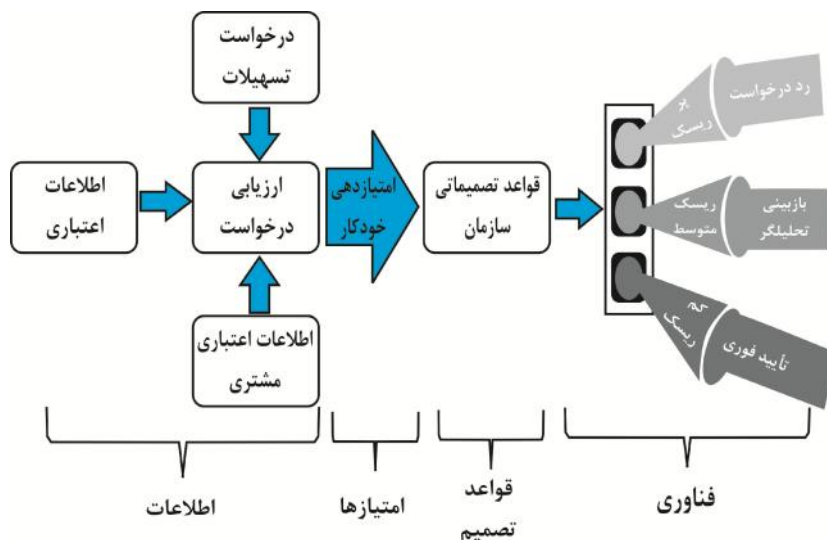 درخواست
تسهیلات
اطلاعات
اعتباری
ارزیابی
درخواست
امتیازدهی
خودکار
قواعد تصمیماتی
سازمان
اطلاعات اعتباری
مشتری
پر
ریسک
رد درخواست
ریسک
متوسط
بازبینی
تحلیلگر
کم
ریسک
تأیید فوری
اطلاعات
امتیازها
قواعد
تصمیم
فناوری